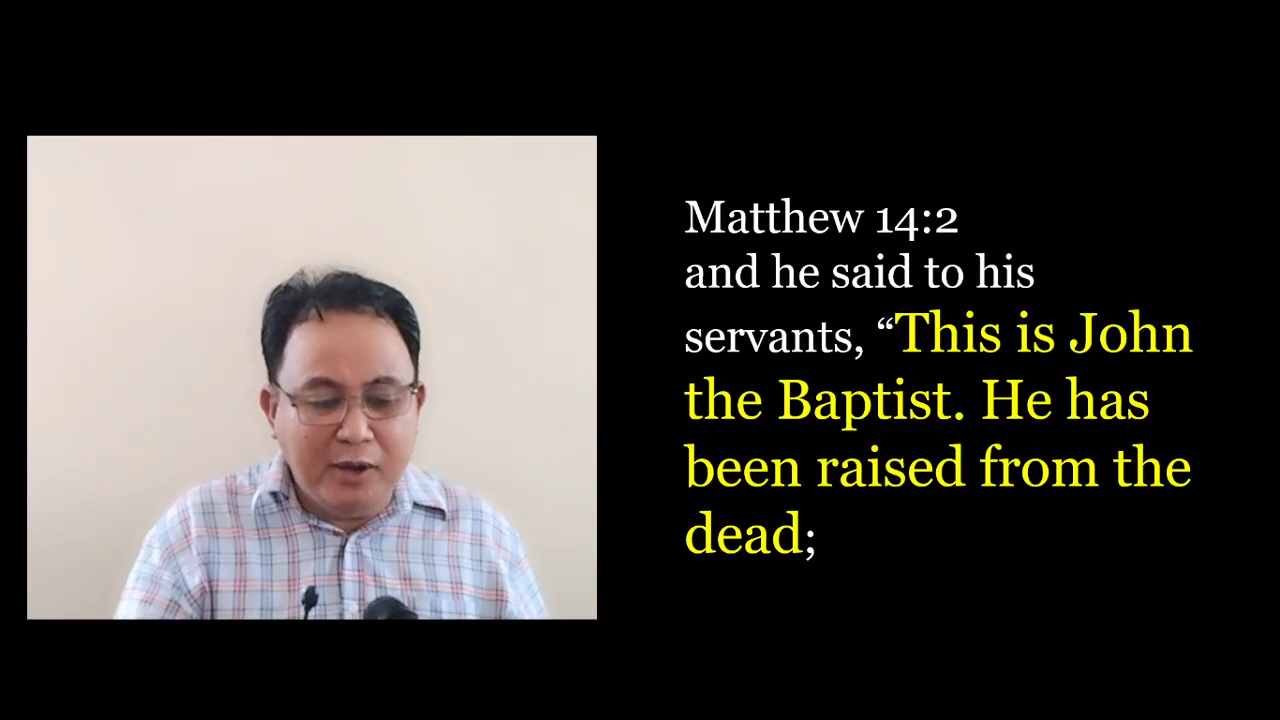 Matthew 14:2
and he said to his
servants, “This is John
the Baptist. He has
been raised from the
dead;